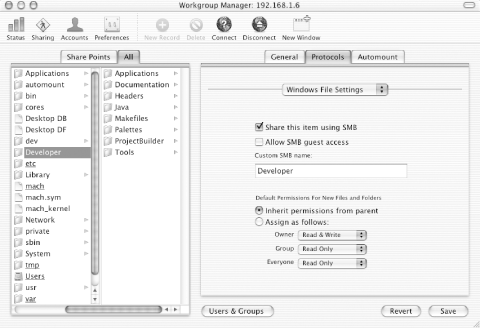 Workgroup Manager: 192.168.1.6
Status Sharing Accounts Preferences New Record Delete Connect Disconnect New Window
Share Points All
Applications
automount
bin
cores
Desktop DB
Desktop DF
dev
Developer
etc
Library
mach
mach.sym
mach_kernel
Network
private
sbin
System
tmp
Users
usr
var
Applications
Documentation
Headers
Java
Makefiles
Palettes
ProjectBuilder
Tools
General Protocols Automount
Windows File Settings
Share this item using SMB
Allow SMB guest access
Custom SMB name:
Developer
Default Permissions For New Files and Folders
Inherit permissions from parent
Assign as follows:
Owner Read & Write
Group Read Only
Everyone Read Only
Users & Groups Revert Save